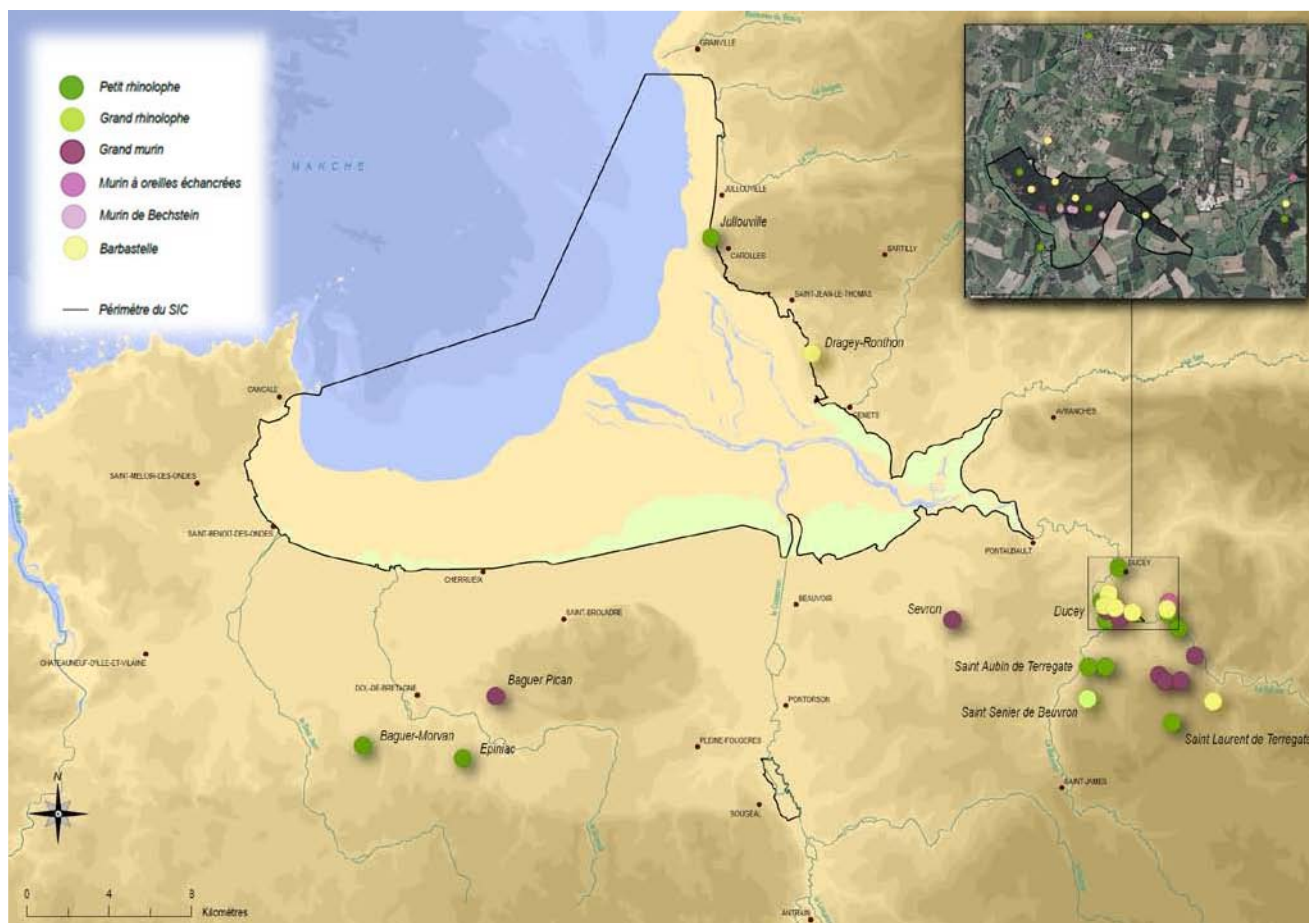 Petit rhinolophe
Grand rhinolophe
Grand murin
Murin à oreilles échancrées
Murin de Bechstein
Barbastelle
Périmètre du SIC
MANCHE
GRANVILLE
DUCEY
JULLOUVILLE
Jullouville
CAROLLES
SARTILLY
SAINT-JEAN-LE-THOMAS
Dragey-Ronthon
GENETS
AVRANCHES
CANCALE
SAINT-MELOIR-DES-ONDES
SAINT-BENOIT-DES-ONDES
PONTAUBAULT
CHERRUEIX
DUCEY
BEAUVOIR
Sevron
Ducey
SAINT-BROLADRE
CHATEAUNEUF-D'ILLE-ET-VILAINE
Saint Aubin de Terregate
DOL-DE-BRETAGNE
Baguer Pican
PONTORSON
Saint Senier de Beuvron
Baguer-Morvan
Epiniac
PLEINE-FOUGERES
Saint Laurent de Terregate
SAINT-JAMES
N
SOUGEAL
0 4 8
Kilomètres
ANTRAIN